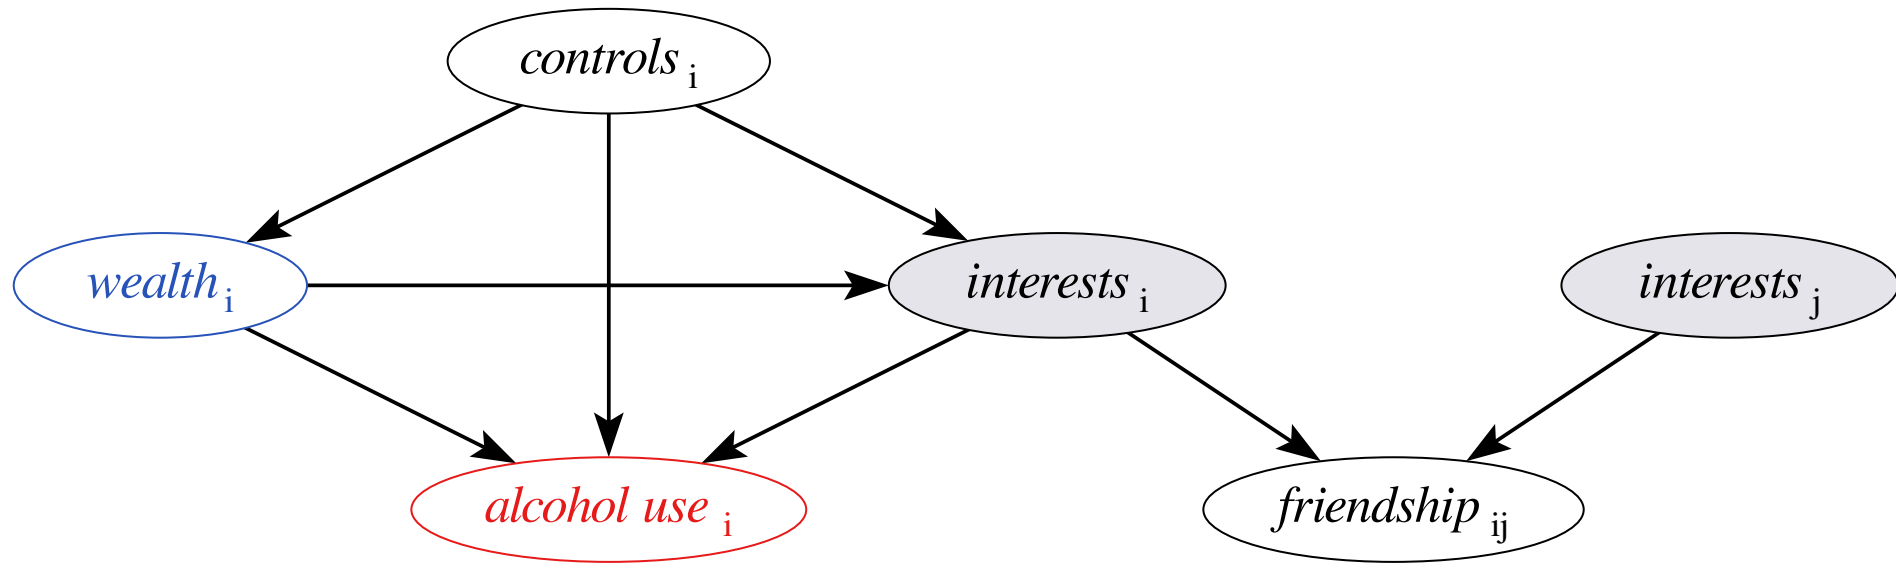 controls i
wealth i
interests i
interests j
alcohol use i
friendship ij